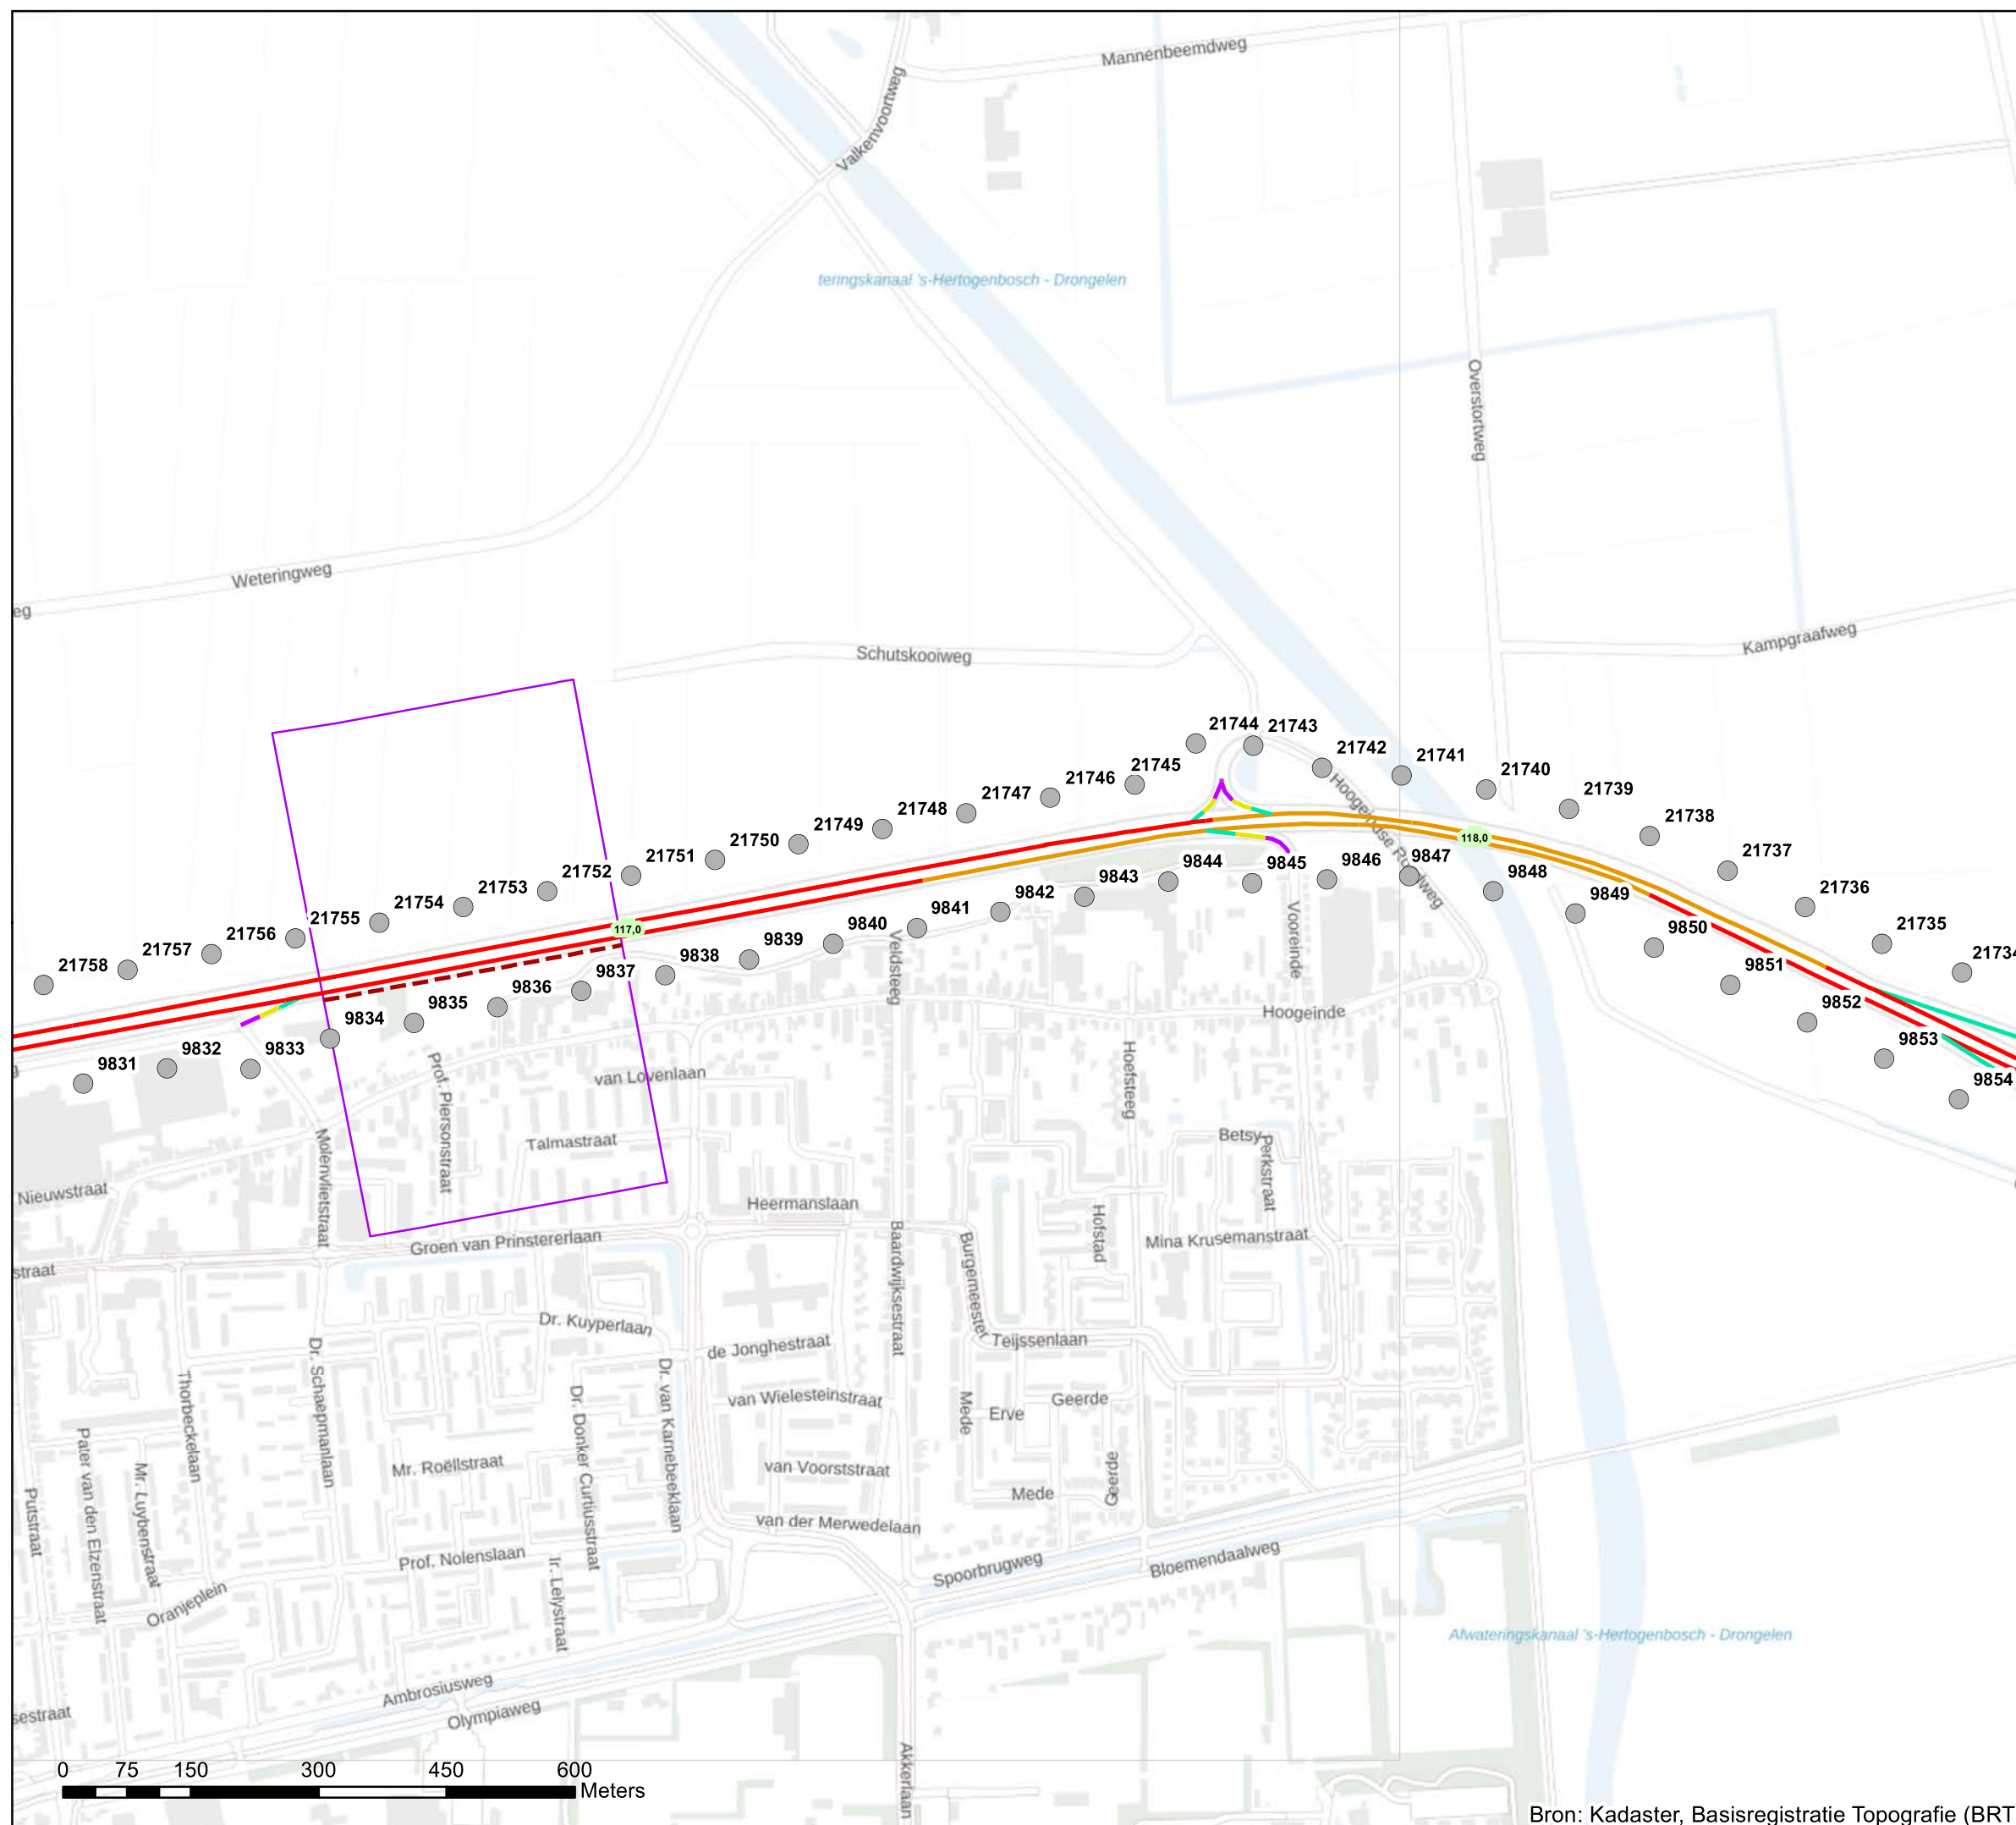 Mannenbeemdweg
Valkenvoortweg
teringskanaal 's-Hertogenbosch - Drongelen
Overstortweg
Weteringweg
eg
Schutskooiweg
Kampgraafweg
21744
21743
21742
21741
21740
21739
21738
21737
21736
21735
21734
21745
21746
21747
21748
21749
21750
21751
21752
21753
21754
21755
21756
21757
21758
117,0
118,0
Hoogeindse Rondweg
9831
9832
9833
9834
9835
9836
9837
9838
9839
9840
9841
9842
9843
9844
9845
9846
9847
9848
9849
9850
9851
9852
9853
9854
Veldsteeg
Vooreinde
Hoogeinde
Hoefsteeg
Prof. Piersonstraat
van Lovenlaan
Talmastraat
Molenvlietstraat
Nieuwstraat
Betsy
Perkstraat
Heermanslaan
Hofstad
Mina Krusemanstraat
Groen van Prinstererlaan
straat
Baardwijksestraat
Burgemeester
Teijssenlaan
Dr. Kuyperlaan
de Jonghestraat
Dr. Schaepmanlaan
Thorbeckelaan
Dr. van Karnebeeklaan
Dr. Donker Curtiusstraat
van Wielesteinstraat
Mede
Erve
Geerde
Geerde
Mede
Pater van den Elzenstraat
Mr. Luybenstraat
Putstraat
Mr. Roëllstraat
van Voorststraat
van der Merwedelaan
Prof. Nolenslaan
Ir. Lelystraat
Oranjeplein
Spoorbrugweg
Bloemendaalweg
Afwateringskanaal 's-Hertogenbosch - Drongelen
Ambrosiusweg
Olympiaweg
sestraat
Akkerlaan
0 75 150 300 450 600
Meters
Bron: Kadaster, Basisregistratie Topografie (BRT